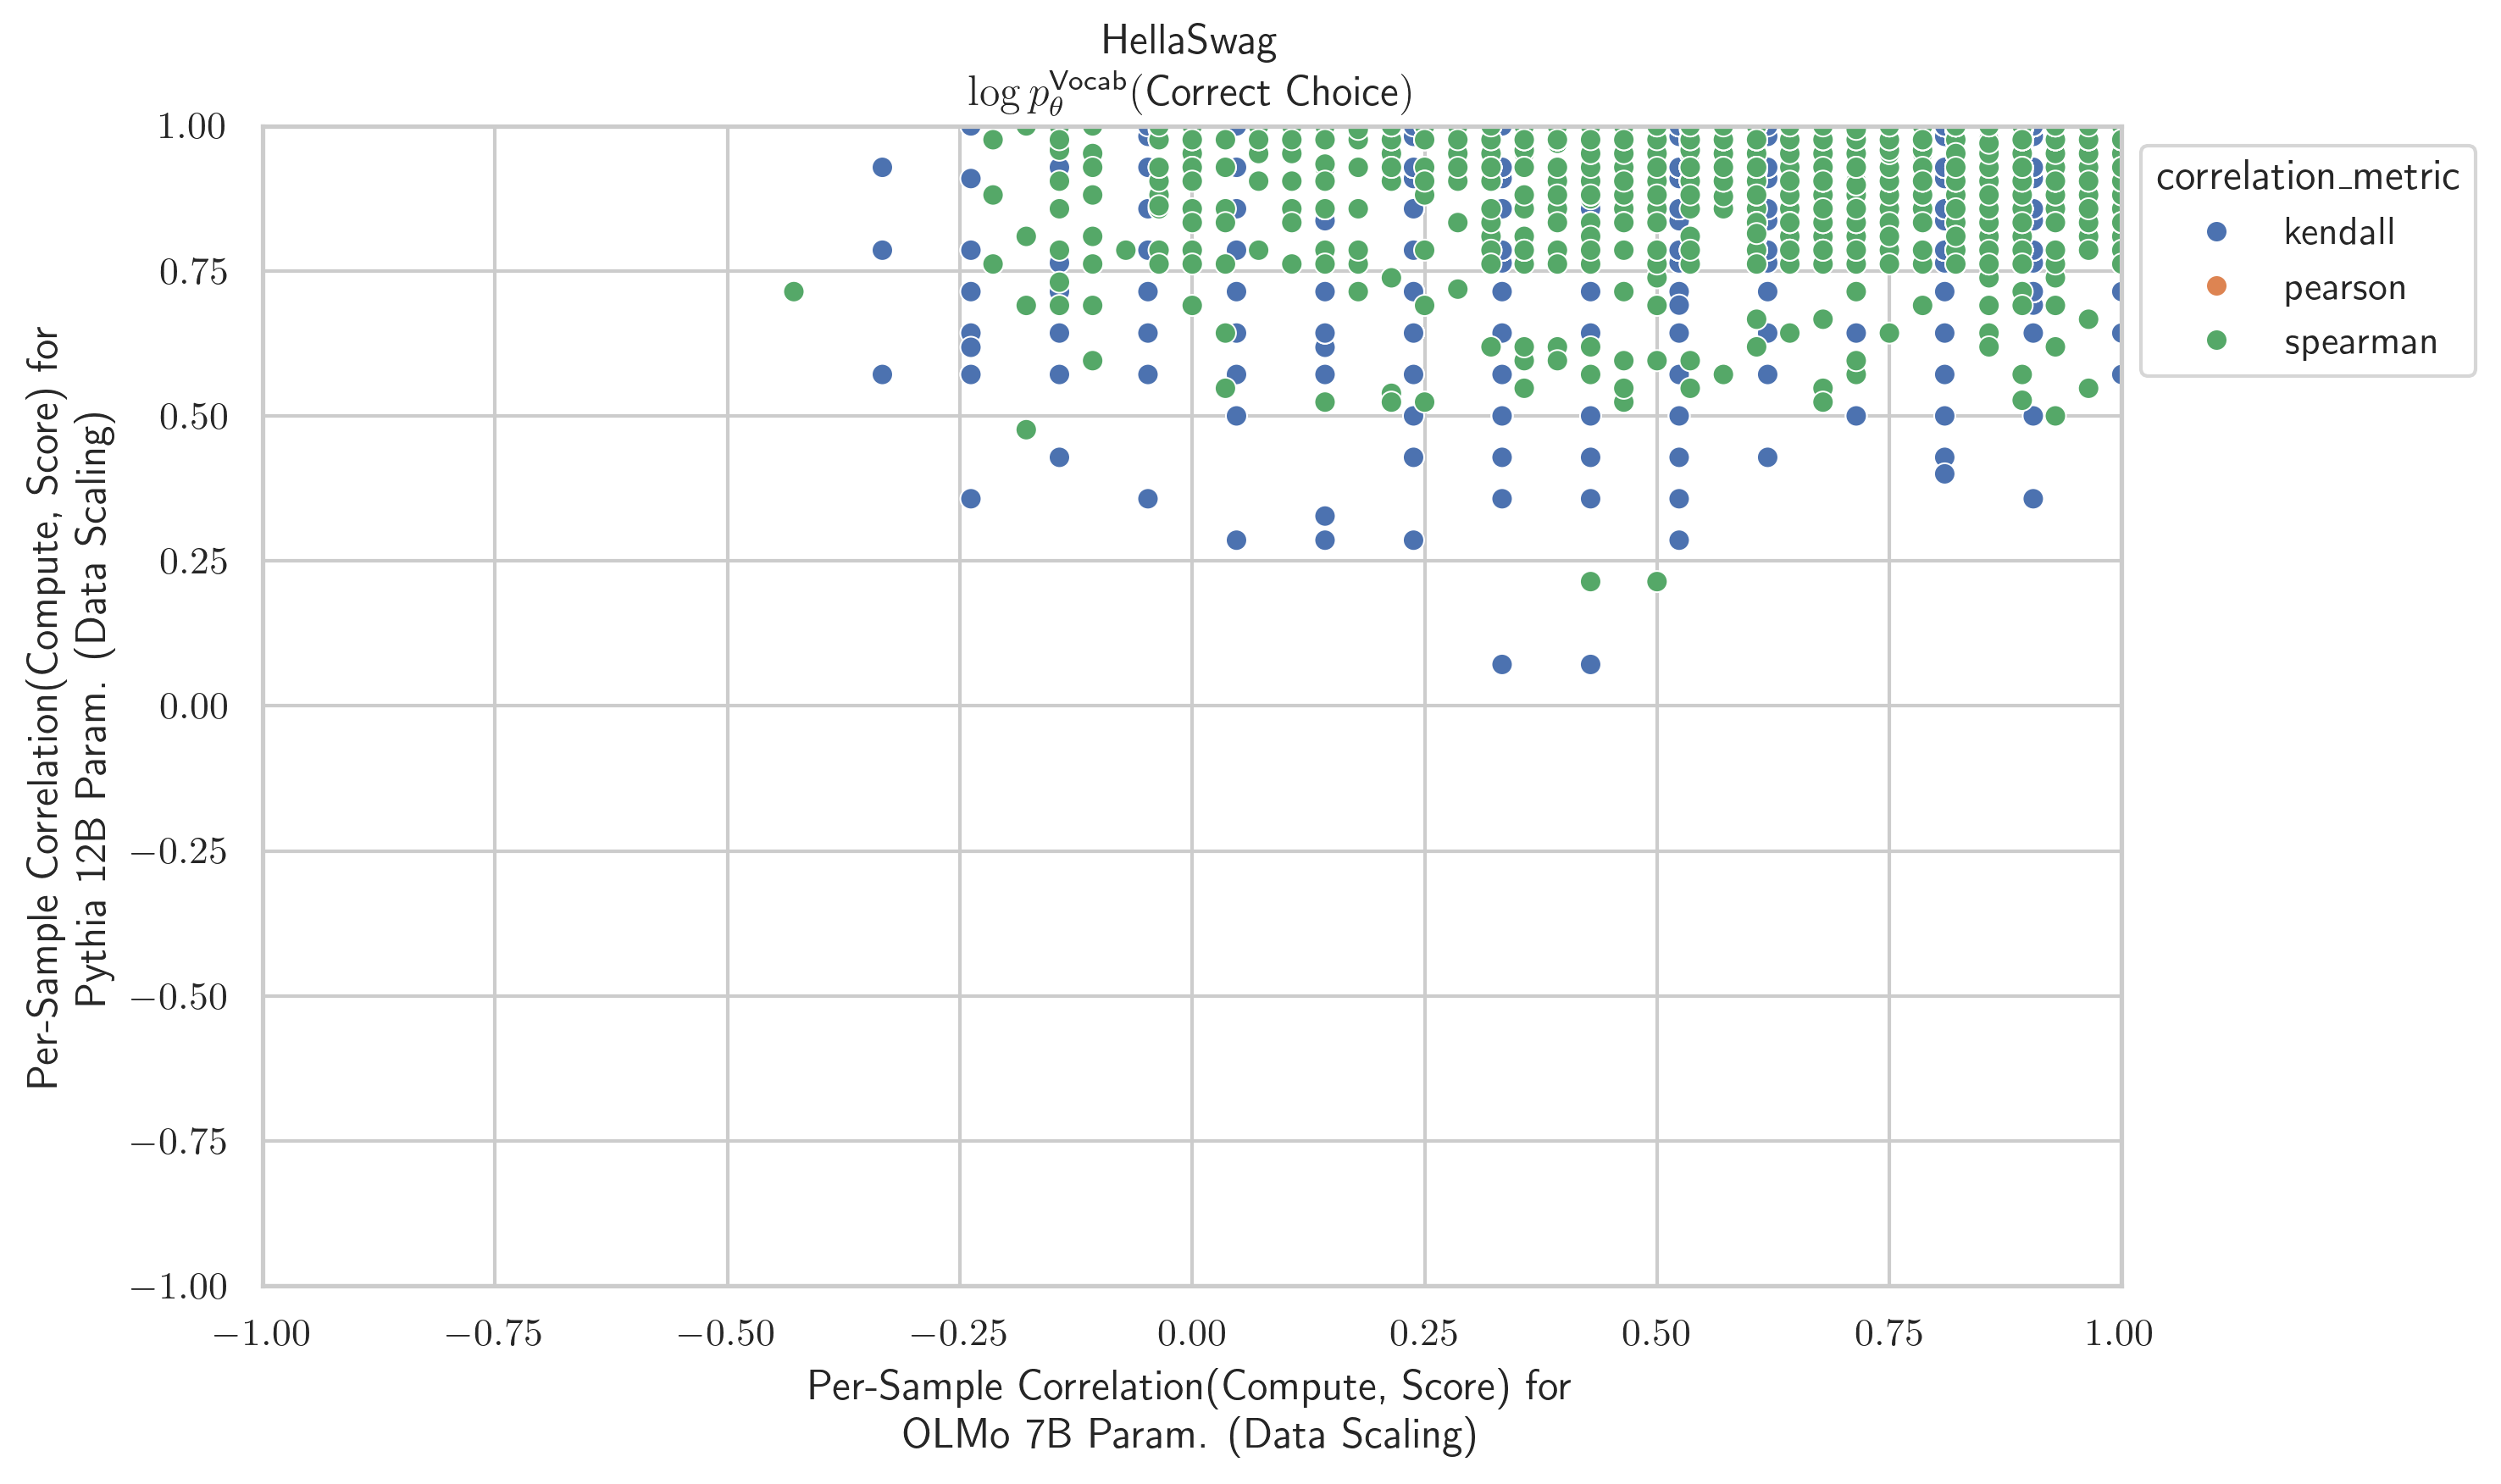 HellaSwag
log p_θ^Vocab(Correct Choice)
Per-Sample Correlation(Compute, Score) for
Pythia 12B Param. (Data Scaling)
1.00
0.75
0.50
0.25
0.00
−0.25
−0.50
−0.75
−1.00
−1.00 −0.75 −0.50 −0.25 0.00 0.25 0.50 0.75 1.00
Per-Sample Correlation(Compute, Score) for
OLMo 7B Param. (Data Scaling)
correlation_metric
kendall
pearson
spearman